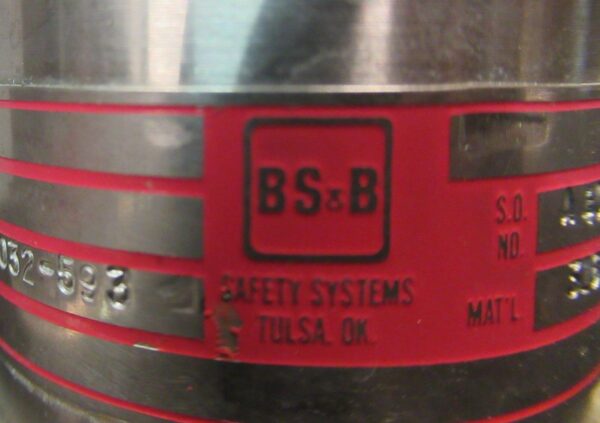 BS&B
S.O.
NO.
032-593
SAFETY SYSTEMS
MAT'L
TULSA. OK.